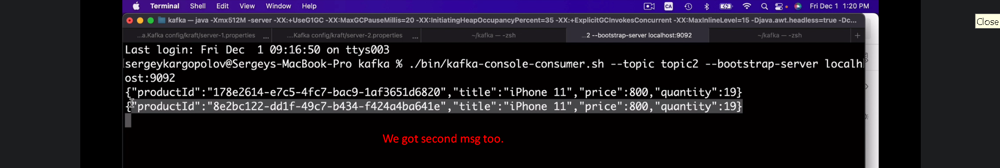 Terminal Shell Edit View Window Help CA Fri Dec 1 1:20 PM
Close
kafka — java -Xmx512M -server -XX:+UseG1GC -XX:MaxGCPauseMillis=20 -XX:InitiatingHeapOccupancyPercent=35 -XX:+ExplicitGCInvokesConcurrent -XX:MaxInlineLevel=15 -Djava.awt.headless=true -Dc...
...a.Kafka config/kraft/server-1.properties ... ....Kafka config/kraft/server-2.properties ... ~/kafka — -zsh ...2 --bootstrap-server localhost:9092 ~/kafka — -zsh +
Last login: Fri Dec  1 09:16:50 on ttys003
[sergeykargopolov@Sergeys-MacBook-Pro kafka % ./bin/kafka-console-consumer.sh --topic topic2 --bootstrap-server localh
ost:9092
{"productId":"178e2614-e7c5-4fc7-bac9-1af3651d6820","title":"iPhone 11","price":800,"quantity":19}
{"productId":"8e2bc122-dd1f-49c7-b434-f424a4ba641e","title":"iPhone 11","price":800,"quantity":19}
We got second msg too.